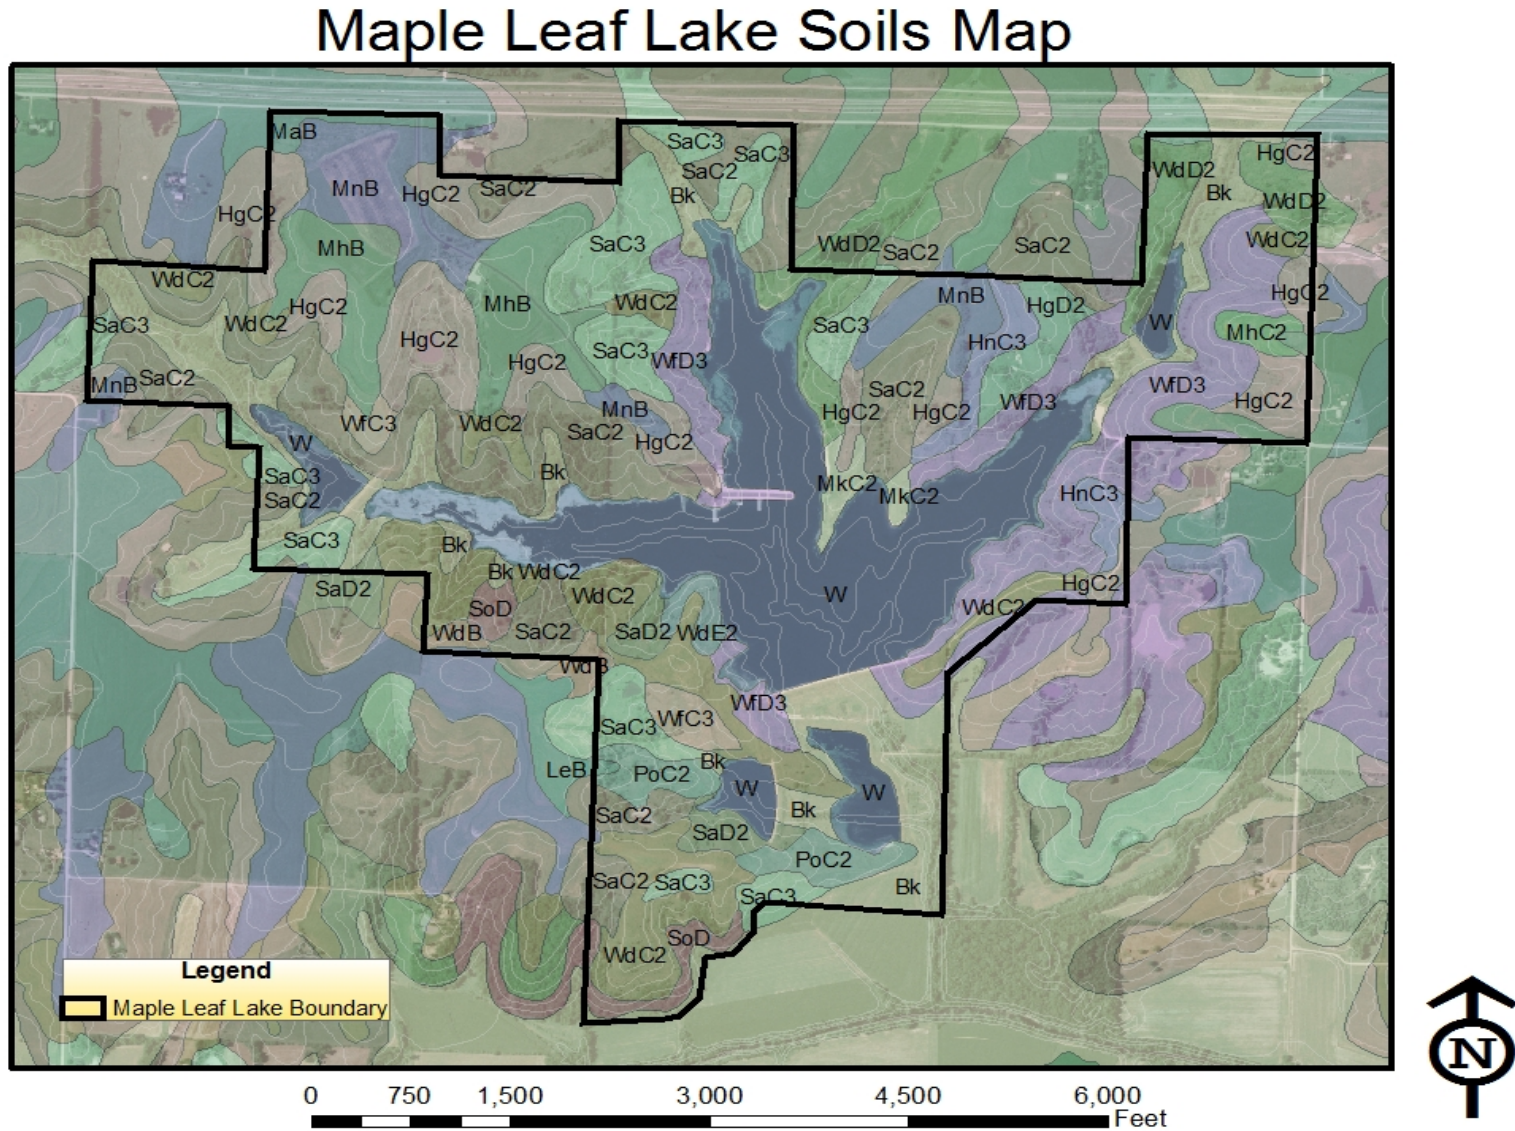 Maple Leaf Lake Soils Map
MaB
SaC3
SaC3
HgC2
SaC2
WdD2
MnB
HgC2
SaC2
Bk
Bk
WdD2
HgC2
MhB
SaC3
WdD2
SaC2
SaC2
WdC2
WdC2
HgC2
MhB
WdC2
MnB
HgD2
HgC2
SaC3
WdC2
SaC3
W
MhC2
HgC2
HgC2
SaC3
WfD3
HnC3
MnB
SaC2
SaC2
WfD3
WfC3
WdC2
MnB
SaC2
HgC2
HgC2
HgC2
WfD3
HgC2
W
SaC3
SaC2
Bk
MkC2
MkC2
HnC3
SaC3
Bk
SaD2
Bk
WdC2
WdC2
W
HgC2
SoD
WdC2
WdB
SaC2
SaD2
WdE2
WdB
SaC3
WfC3
WfD3
LeB
PoC2
Bk
W
W
SaC2
Bk
SaD2
PoC2
SaC2
SaC3
SaC3
Bk
SoD
WdC2
Legend
Maple Leaf Lake Boundary
N
0 750 1,500 3,000 4,500 6,000
Feet